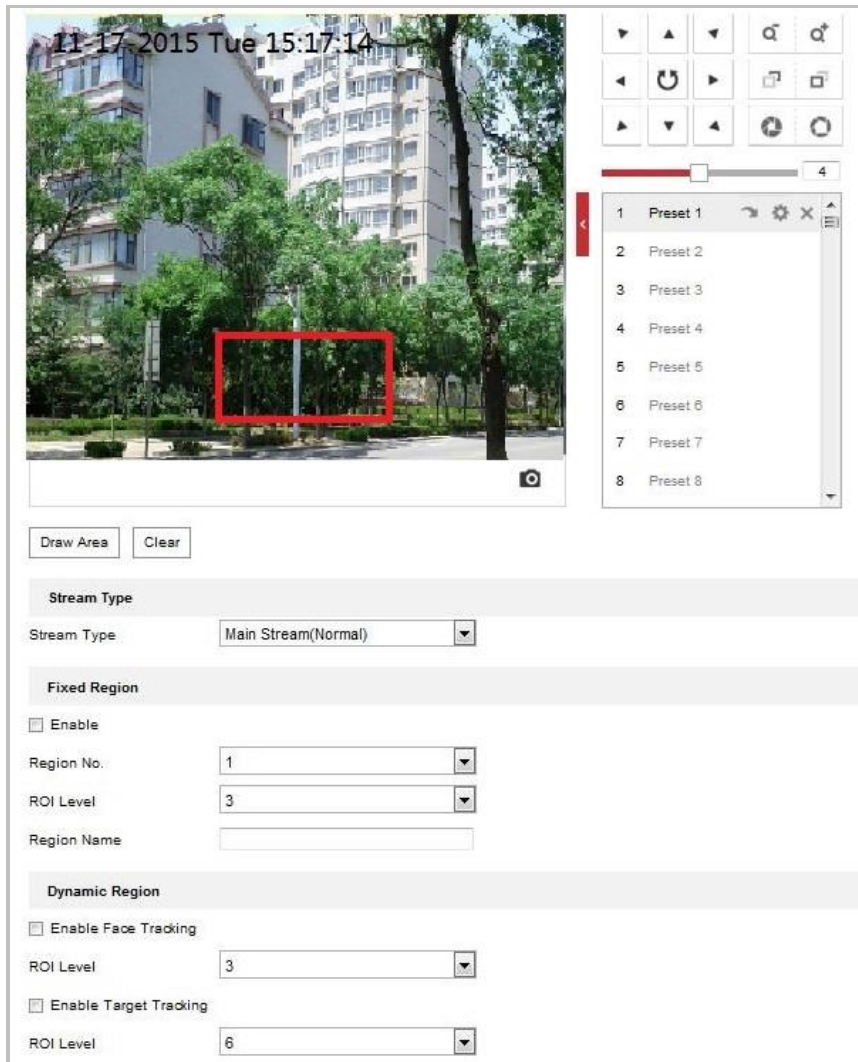 11-17-2015 Tue 15:17:14
4
1 Preset 1
2 Preset 2
3 Preset 3
4 Preset 4
5 Preset 5
6 Preset 6
7 Preset 7
8 Preset 8
Draw Area Clear
Stream Type
Stream Type Main Stream(Normal)
Fixed Region
Enable
Region No. 1
ROI Level 3
Region Name
Dynamic Region
Enable Face Tracking
ROI Level 3
Enable Target Tracking
ROI Level 6